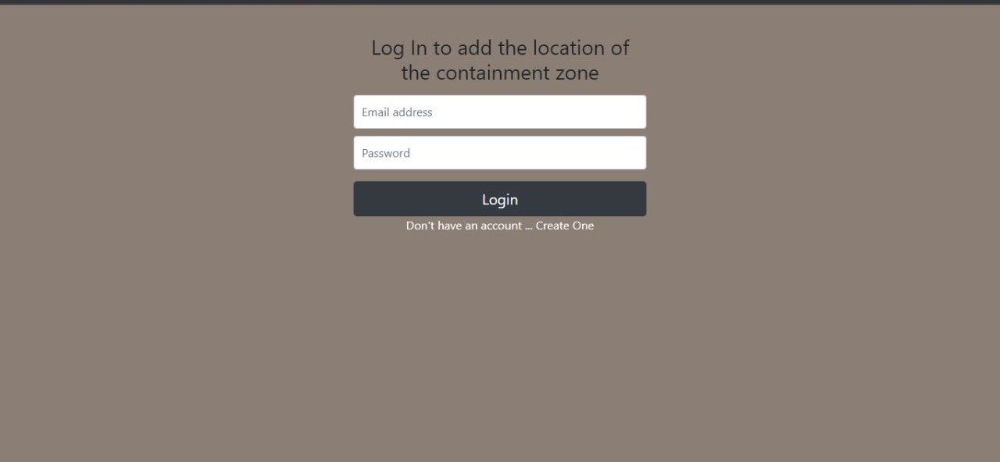 Log In to add the location of
the containment zone
Email address
Password
Login
Don't have an account ... Create One